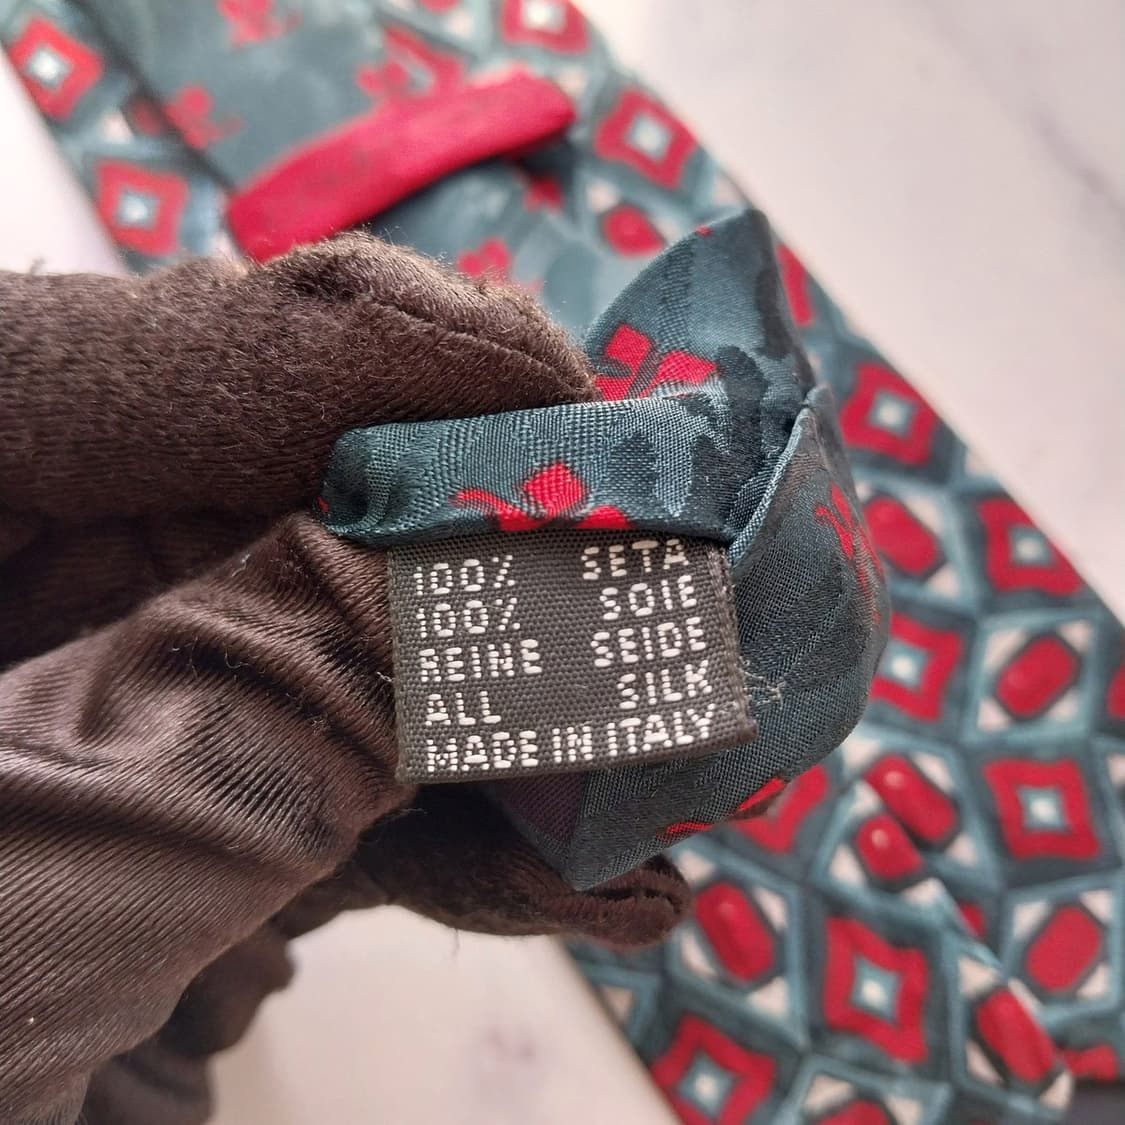 100% SETA
100% SOIE
REINE SEIDE
ALL SILK
MADE IN ITALY